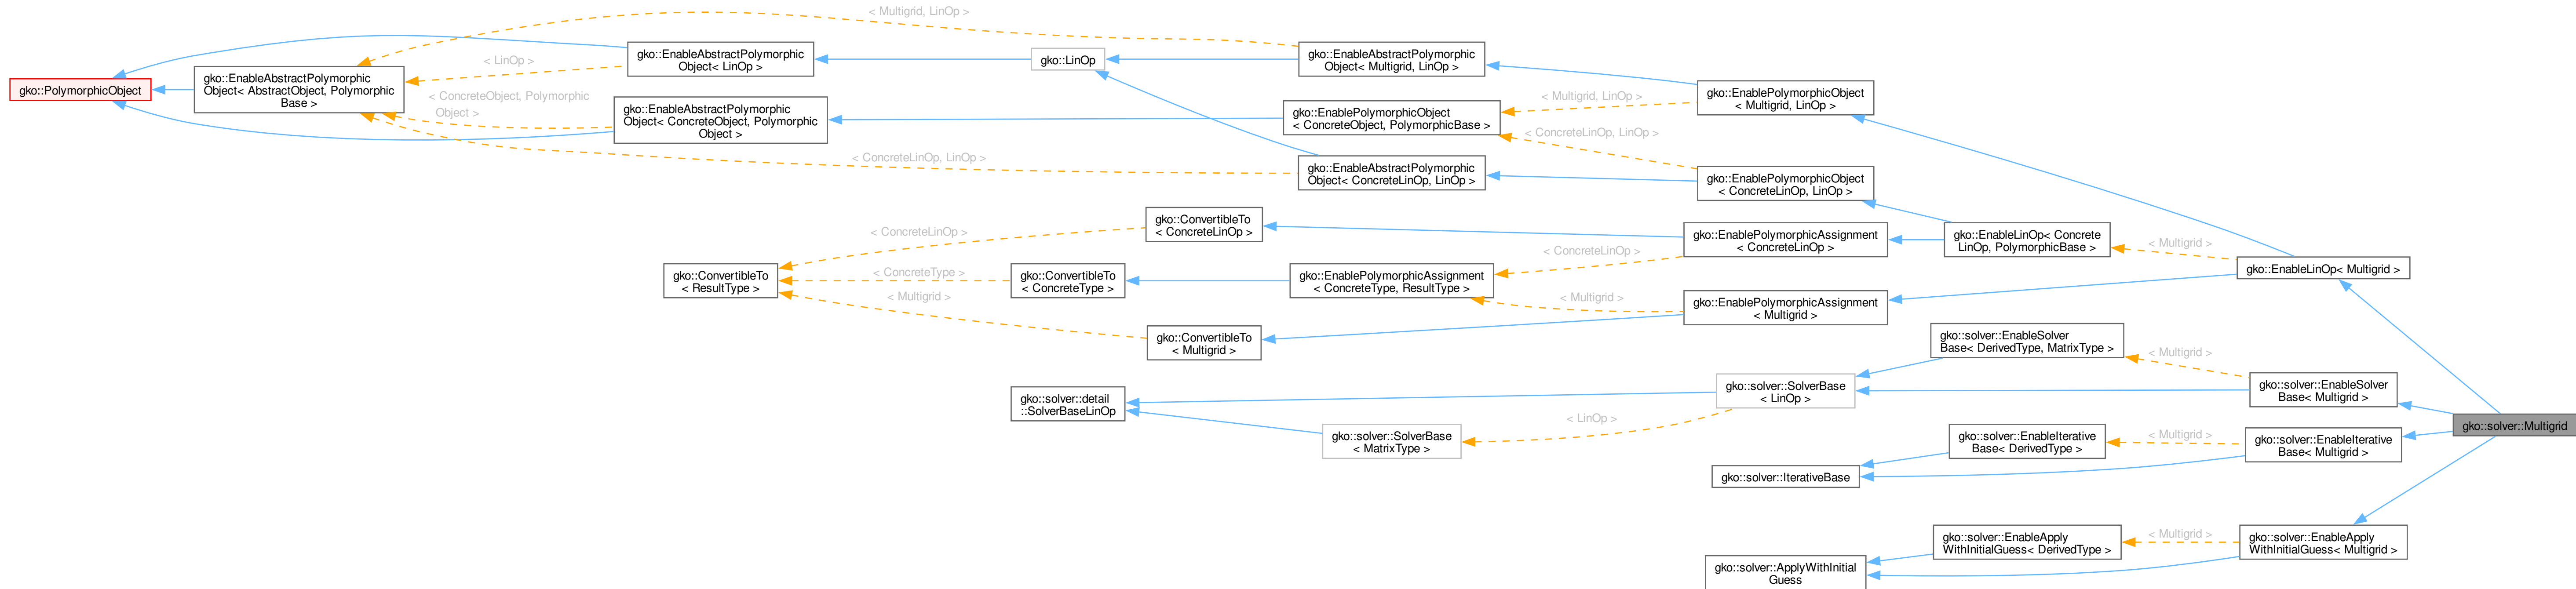 < Multigrid, LinOp >
gko::EnableAbstractPolymorphic
Object< LinOp >
gko::EnableAbstractPolymorphic
Object< Multigrid, LinOp >
< LinOp >
gko::LinOp
gko::PolymorphicObject
gko::EnableAbstractPolymorphic
Object< AbstractObject, Polymorphic
Base >
< ConcreteObject, Polymorphic
Object >
gko::EnableAbstractPolymorphic
Object< ConcreteObject, Polymorphic
Object >
gko::EnablePolymorphicObject
< ConcreteObject, PolymorphicBase >
< Multigrid, LinOp >
gko::EnablePolymorphicObject
< Multigrid, LinOp >
< ConcreteLinOp, LinOp >
< ConcreteLinOp, LinOp >
gko::EnableAbstractPolymorphic
Object< ConcreteLinOp, LinOp >
gko::EnablePolymorphicObject
< ConcreteLinOp, LinOp >
gko::ConvertibleTo
< ConcreteLinOp >
< ConcreteLinOp >
gko::EnablePolymorphicAssignment
< ConcreteLinOp >
gko::EnableLinOp< Concrete
LinOp, PolymorphicBase >
< Multigrid >
< ConcreteLinOp >
gko::EnableLinOp< Multigrid >
gko::ConvertibleTo
< ResultType >
< ConcreteType >
gko::ConvertibleTo
< ConcreteType >
gko::EnablePolymorphicAssignment
< ConcreteType, ResultType >
< Multigrid >
< Multigrid >
gko::EnablePolymorphicAssignment
< Multigrid >
gko::ConvertibleTo
< Multigrid >
gko::solver::EnableSolver
Base< DerivedType, MatrixType >
< Multigrid >
gko::solver::detail
::SolverBaseLinOp
gko::solver::SolverBase
< LinOp >
gko::solver::EnableSolver
Base< Multigrid >
< LinOp >
gko::solver::Multigrid
gko::solver::SolverBase
< MatrixType >
gko::solver::EnableIterative
Base< DerivedType >
< Multigrid >
gko::solver::EnableIterative
Base< Multigrid >
gko::solver::IterativeBase
gko::solver::EnableApply
WithInitialGuess< DerivedType >
< Multigrid >
gko::solver::EnableApply
WithInitialGuess< Multigrid >
gko::solver::ApplyWithInitial
Guess